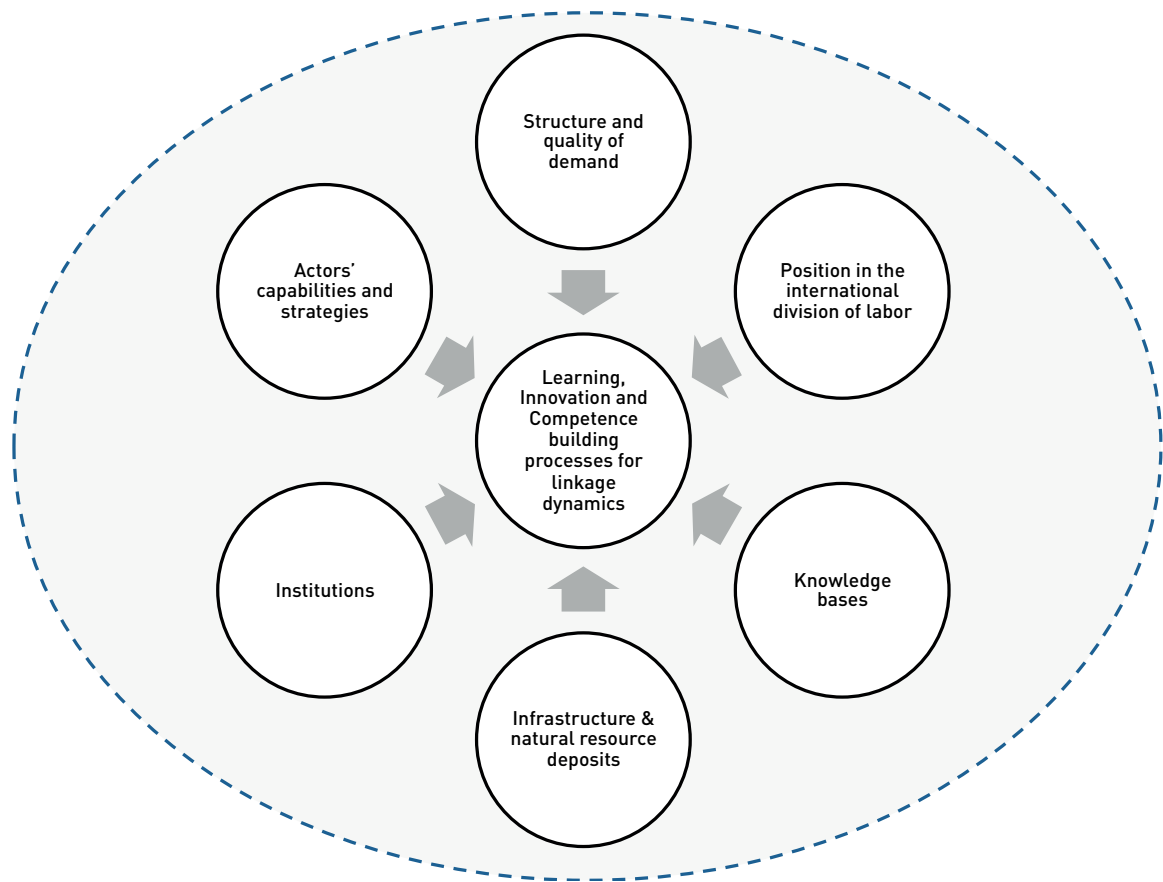 Structure and
quality of
demand
Actors’
capabilities and
strategies
Position in the
international
division of labor
Learning,
Innovation and
Competence
building
processes for
linkage
dynamics
Institutions
Knowledge
bases
Infrastructure &
natural resource
deposits